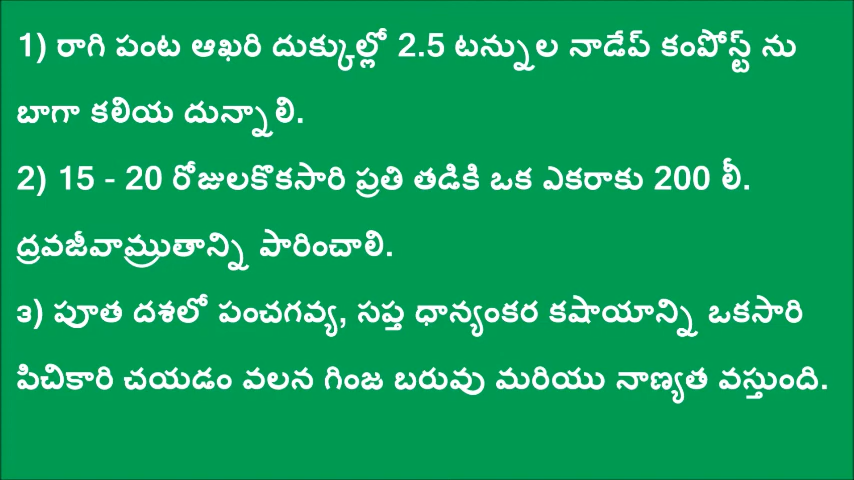 1) రాగి పంట ఆఖరి దుక్కుల్లో 2.5 టన్నుల నాడేప్ కంపోస్ట్ ను
బాగా కలియ దున్నాలి.
2) 15 - 20 రోజులకొకసారి ప్రతి తడికి ఒక ఎకరాకు 200 లీ.
ద్రవజీవామ్రుతాన్ని పారించాలి.
౩) పూత దశలో పంచగవ్య, సప్త ధాన్యంకర కషాయాన్ని ఒకసారి
పిచికారి చయడం వలన గింజ బరువు మరియు నాణ్యత వస్తుంది.